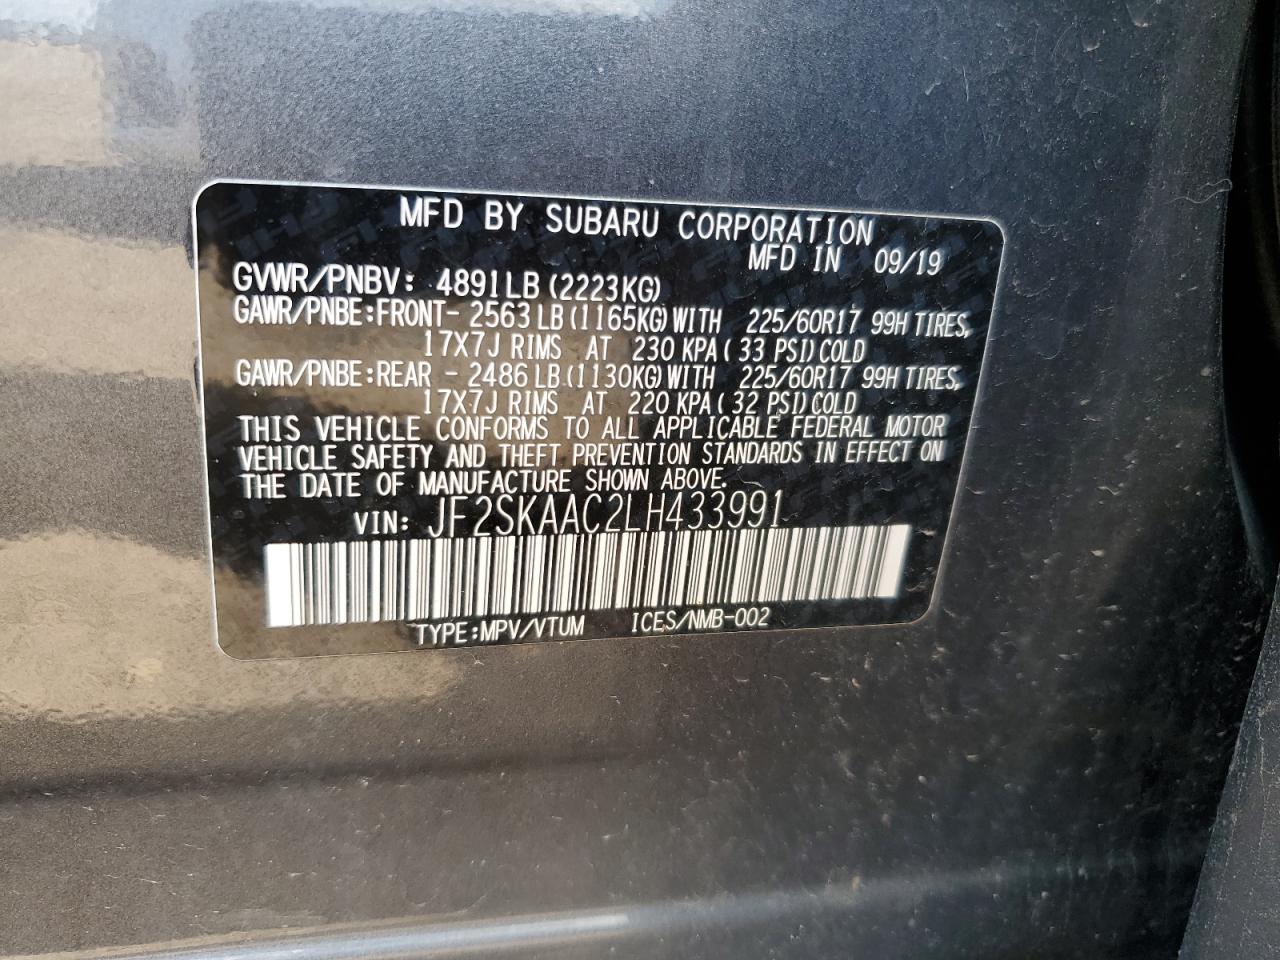 MFD BY SUBARU CORPORATION
MFD IN 09/19
GVWR/PNBV: 4891LB (2223KG)
GAWR/PNBE:FRONT- 2563LB(1165KG)WITH 225/60R17 99H TIRES,
17X7J RIMS AT 230 KPA(33 PSI)COLD
GAWR/PNBE:REAR - 2486LB(1130KG)WITH 225/60R17 99H TIRES,
17X7J RIMS AT 220 KPA(32 PSI)COLD
THIS VEHICLE CONFORMS TO ALL APPLICABLE FEDERAL MOTOR
VEHICLE SAFETY AND THEFT PREVENTION STANDARDS IN EFFECT ON
THE DATE OF MANUFACTURE SHOWN ABOVE.
VIN: JF2SKAAC2LH433991
TYPE:MPV/VTUM ICES/NMB-002